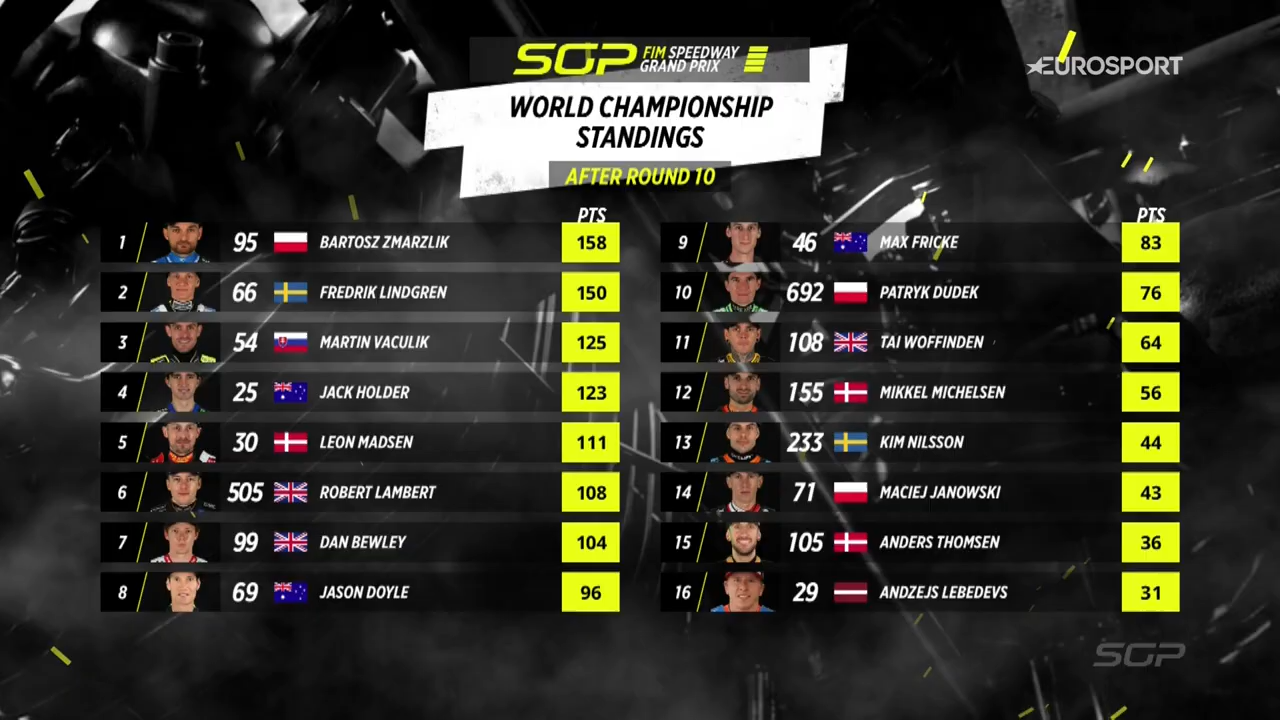 SGP FIM SPEEDWAY
GRAND PRIX
EUROSPORT
WORLD CHAMPIONSHIP
STANDINGS
AFTER ROUND 10
PTS
1 95 BARTOSZ ZMARZLIK 158
2 66 FREDRIK LINDGREN 150
3 54 MARTIN VACULIK 125
4 25 JACK HOLDER 123
5 30 LEON MADSEN 111
6 505 ROBERT LAMBERT 108
7 99 DAN BEWLEY 104
8 69 JASON DOYLE 96
PTS
9 46 MAX FRICKE 83
10 692 PATRYK DUDEK 76
11 108 TAI WOFFINDEN 64
12 155 MIKKEL MICHELSEN 56
13 233 KIM NILSSON 44
14 71 MACIEJ JANOWSKI 43
15 105 ANDERS THOMSEN 36
16 29 ANDZEJS LEBEDEVS 31
SGP